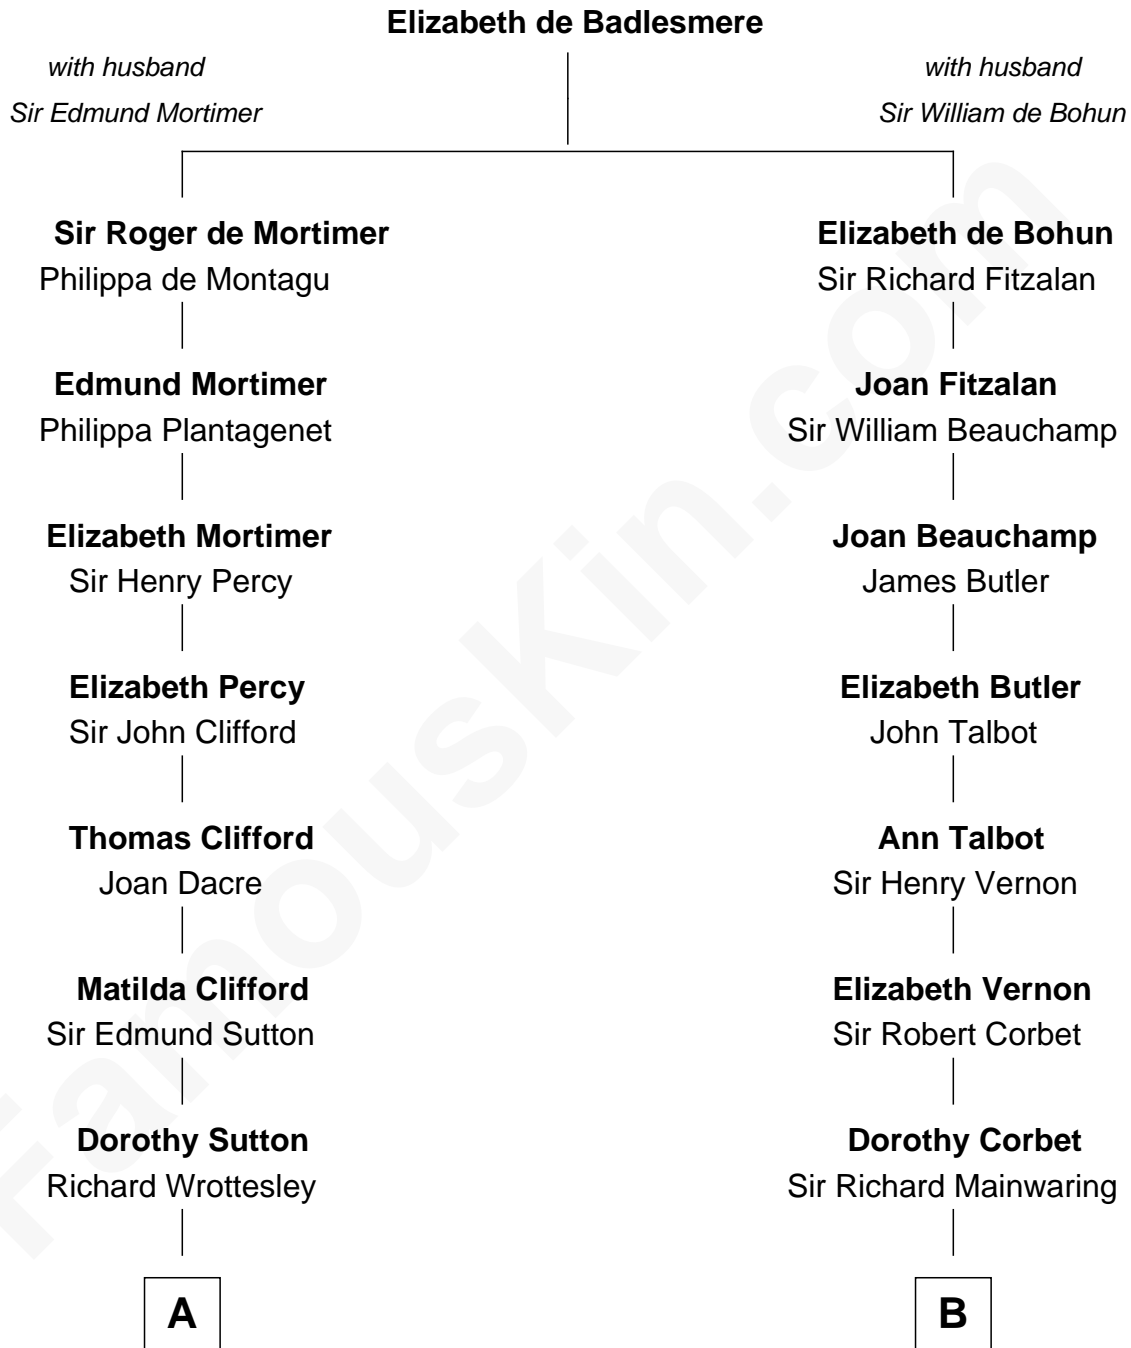 Elizabeth de Badlesmere
with husband
Sir Edmund Mortimer
with husband
Sir William de Bohun
Sir Roger de Mortimer
Philippa de Montagu
Elizabeth de Bohun
Sir Richard Fitzalan
Edmund Mortimer
Philippa Plantagenet
Joan Fitzalan
Sir William Beauchamp
Elizabeth Mortimer
Sir Henry Percy
Joan Beauchamp
James Butler
Elizabeth Percy
Sir John Clifford
Elizabeth Butler
John Talbot
Thomas Clifford
Joan Dacre
Ann Talbot
Sir Henry Vernon
Matilda Clifford
Sir Edmund Sutton
Elizabeth Vernon
Sir Robert Corbet
Dorothy Sutton
Richard Wrottesley
Dorothy Corbet
Sir Richard Mainwaring
A
B
FamousKin.com